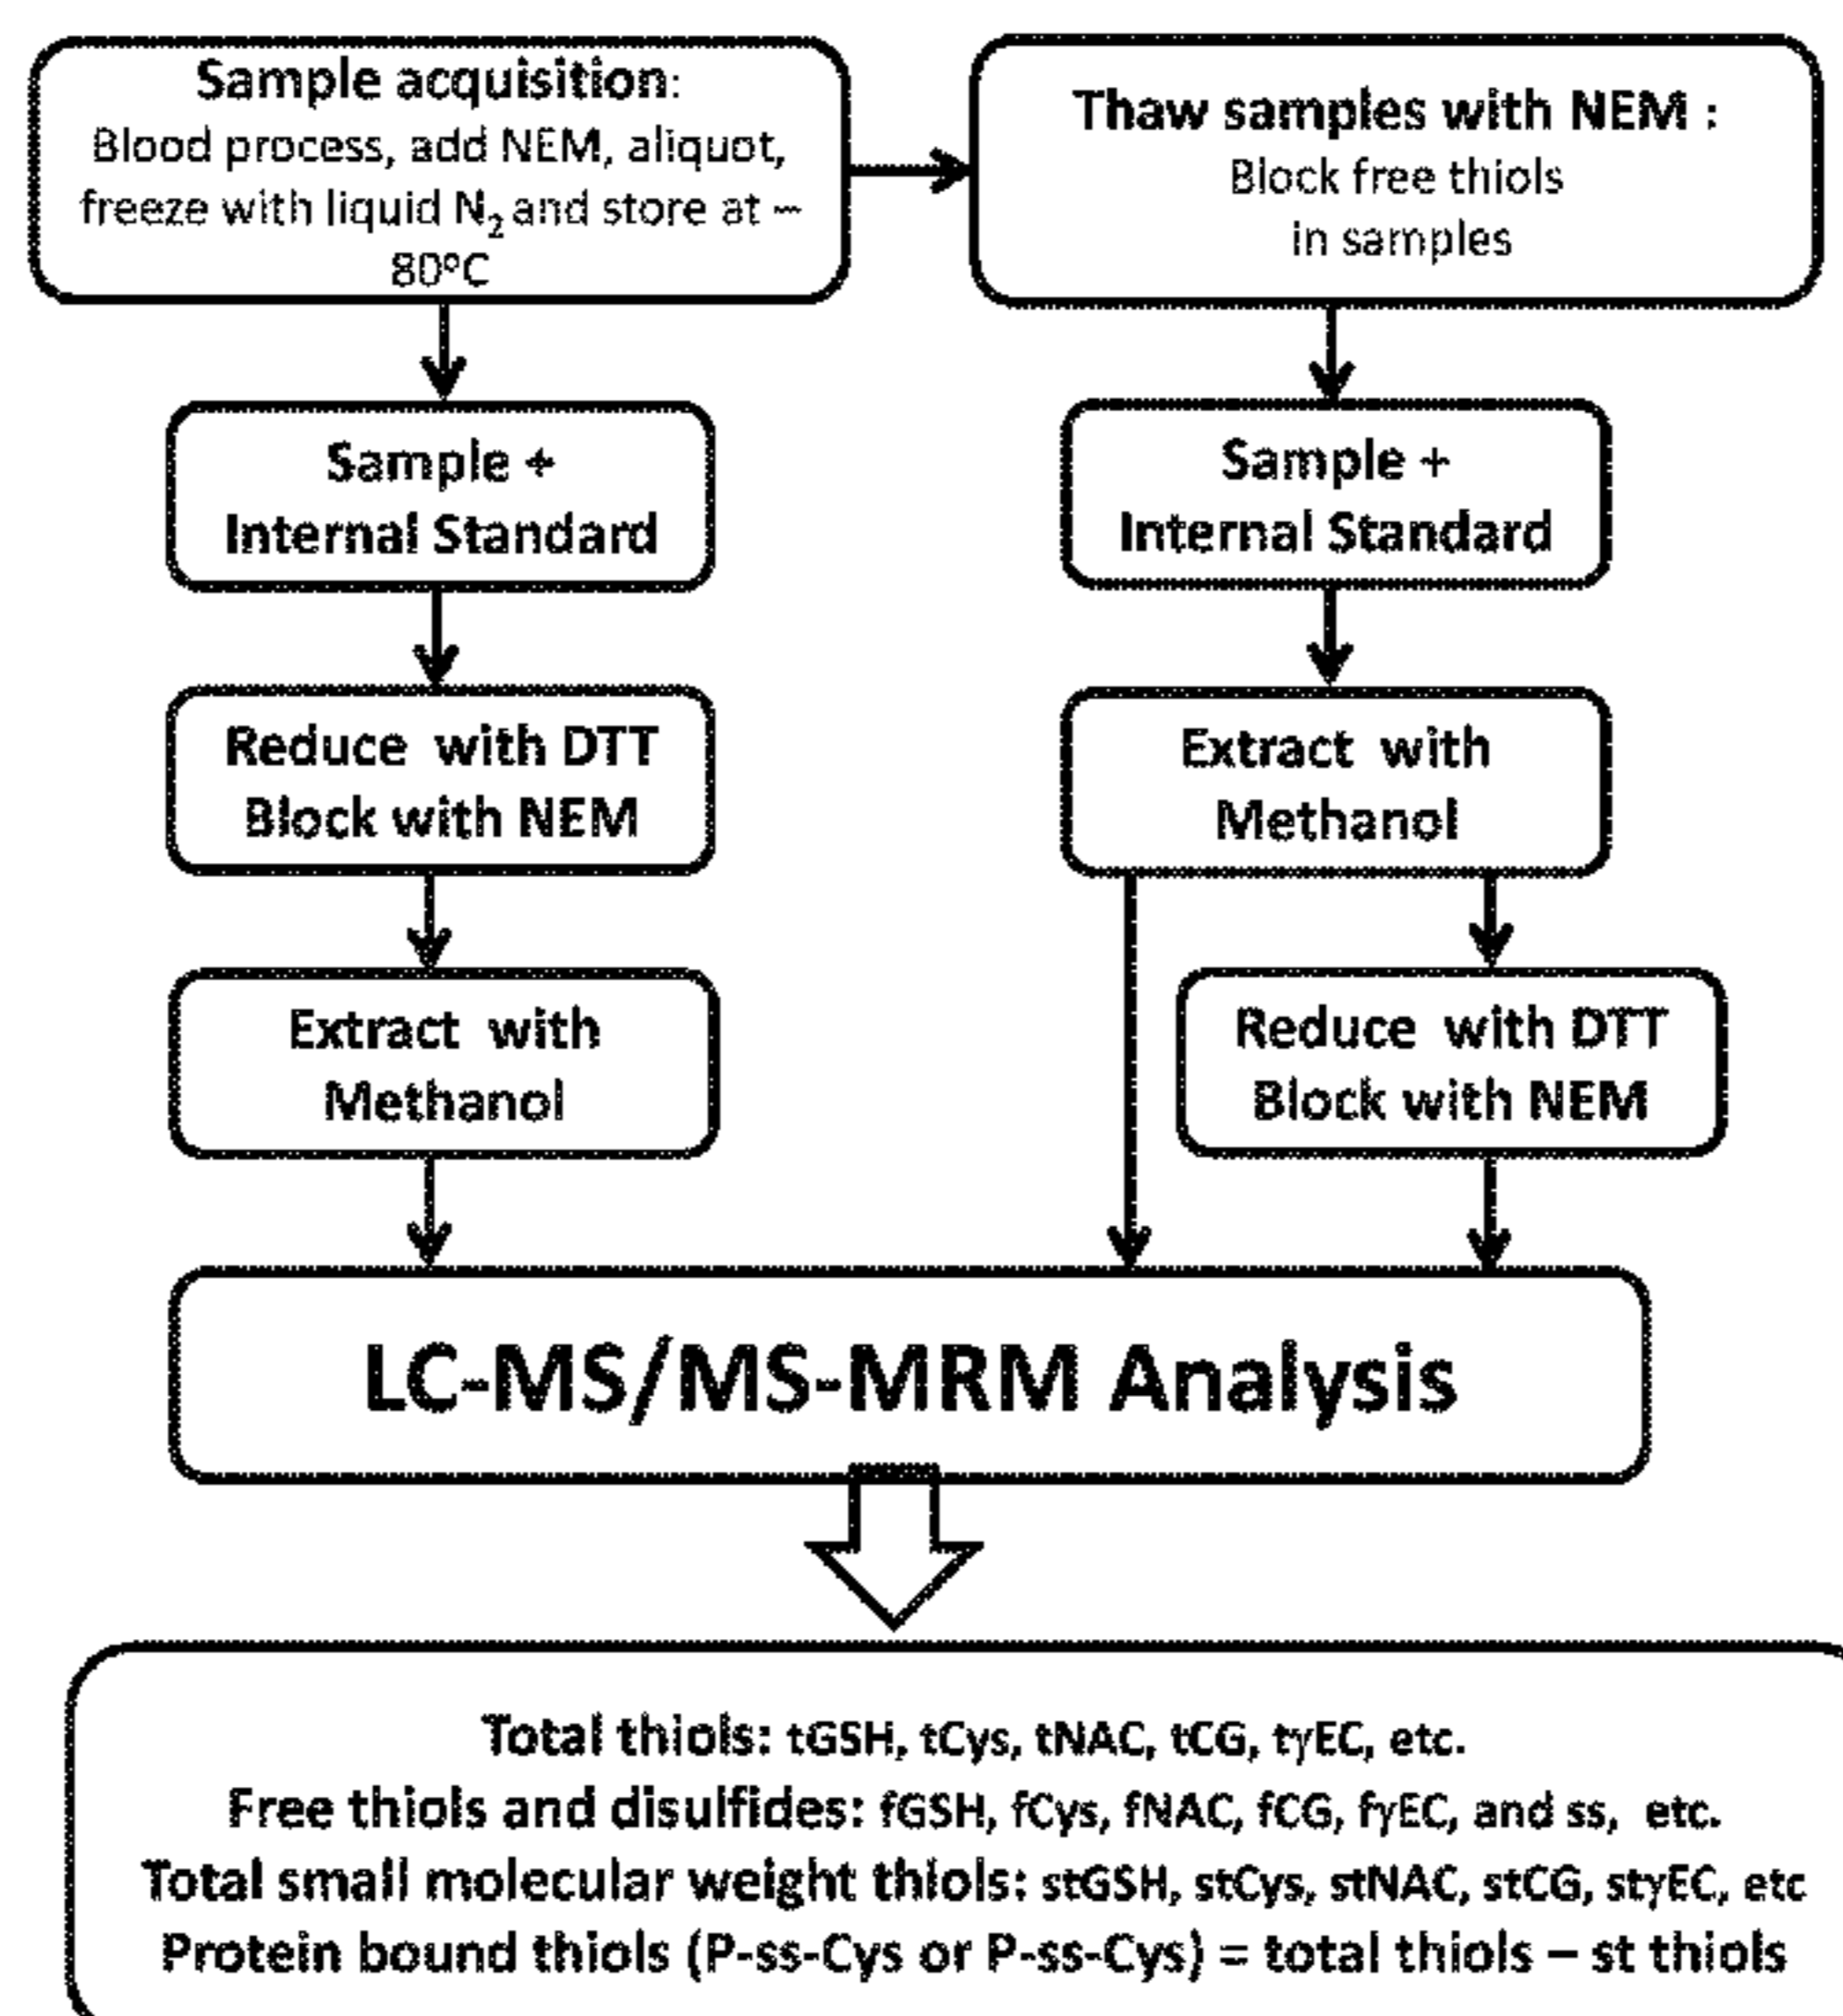 Sample acquisition:
Blood process, add NEM, aliquot,
freeze with liquid N₂ and store at –
80ºC
Thaw samples with NEM :
Block free thiols
in samples
Sample +
Internal Standard
Sample +
Internal Standard
Reduce with DTT
Block with NEM
Extract with
Methanol
Extract with
Methanol
Reduce with DTT
Block with NEM
LC-MS/MS-MRM Analysis
Total thiols: tGSH, tCys, tNAC, tCG, tγEC, etc.
Free thiols and disulfides: fGSH, fCys, fNAC, fCG, fγEC, and ss, etc.
Total small molecular weight thiols: stGSH, stCys, stNAC, stCG, stγEC, etc
Protein bound thiols (P-ss-Cys or P-ss-Cys) = total thiols – st thiols